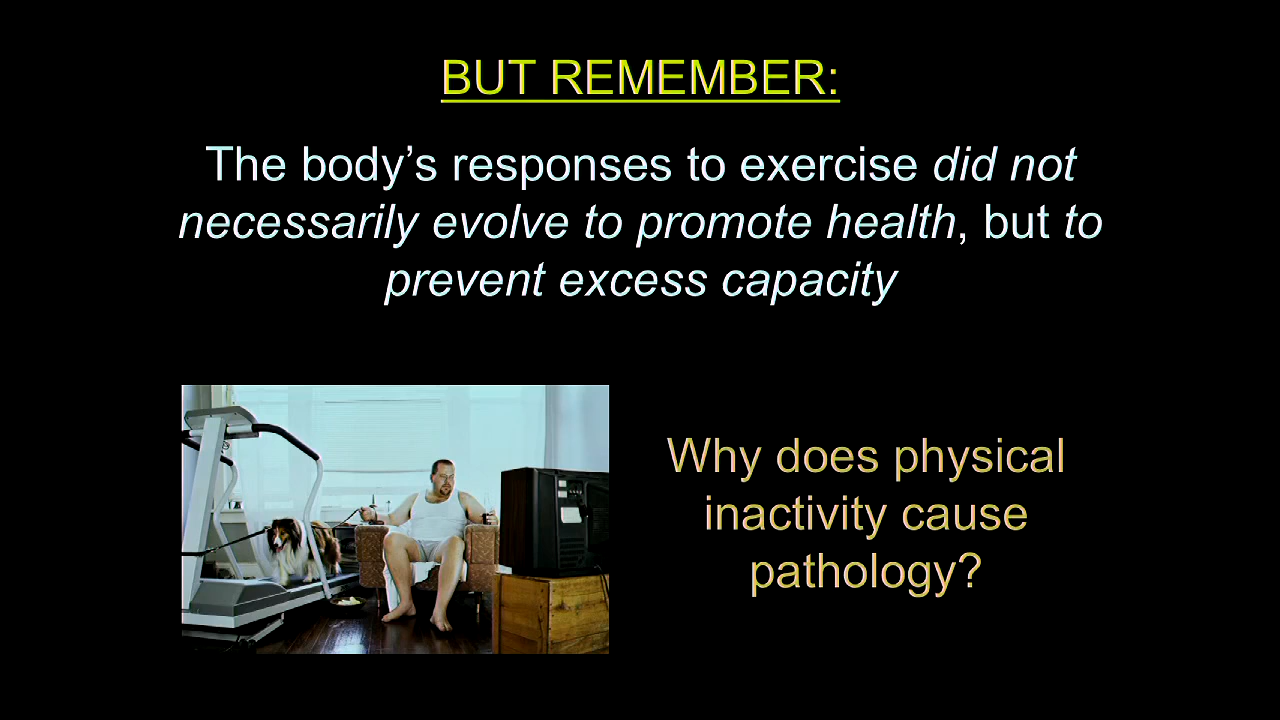 BUT REMEMBER:
The body’s responses to exercise did not
necessarily evolve to promote health, but to
prevent excess capacity
Why does physical
inactivity cause
pathology?